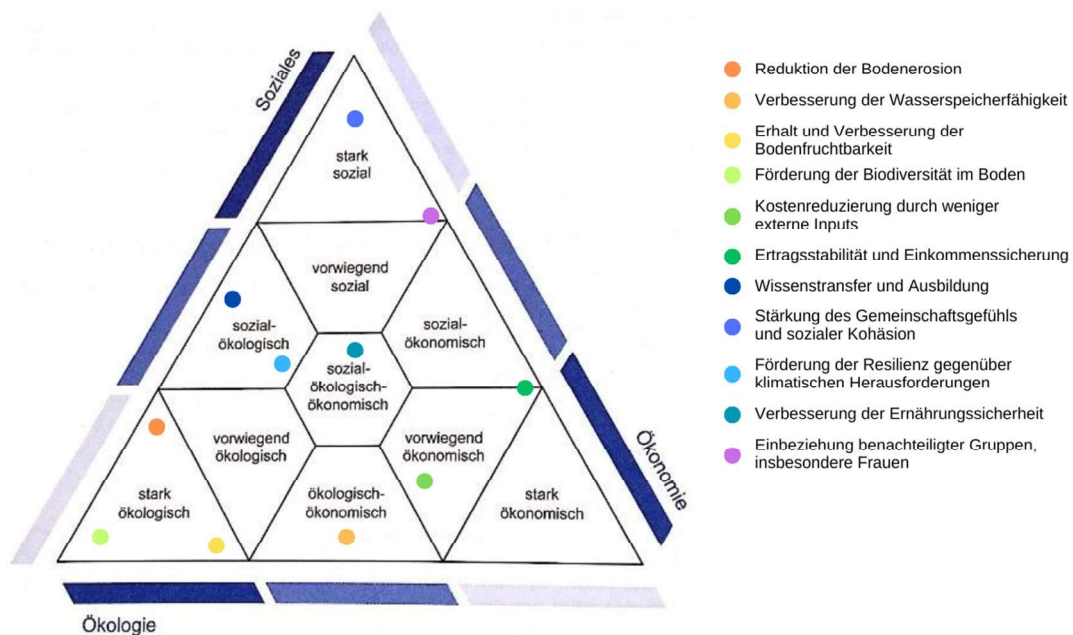 Soziales
stark
sozial
vorwiegend
sozial
sozial-
ökologisch
sozial-
ökonomisch
sozial-
ökologisch-
ökonomisch
vorwiegend
ökologisch
vorwiegend
ökonomisch
stark
ökologisch
ökologisch-
ökonomisch
stark
ökonomisch
Ökonomie
Ökologie
Reduktion der Bodenerosion
Verbesserung der Wasserspeicherfähigkeit
Erhalt und Verbesserung der
Bodenfruchtbarkeit
Förderung der Biodiversität im Boden
Kostenreduzierung durch weniger
externe Inputs
Ertragsstabilität und Einkommenssicherung
Wissenstransfer und Ausbildung
Stärkung des Gemeinschaftsgefühls
und sozialer Kohäsion
Förderung der Resilienz gegenüber
klimatischen Herausforderungen
Verbesserung der Ernährungssicherheit
Einbeziehung benachteiligter Gruppen,
insbesondere Frauen